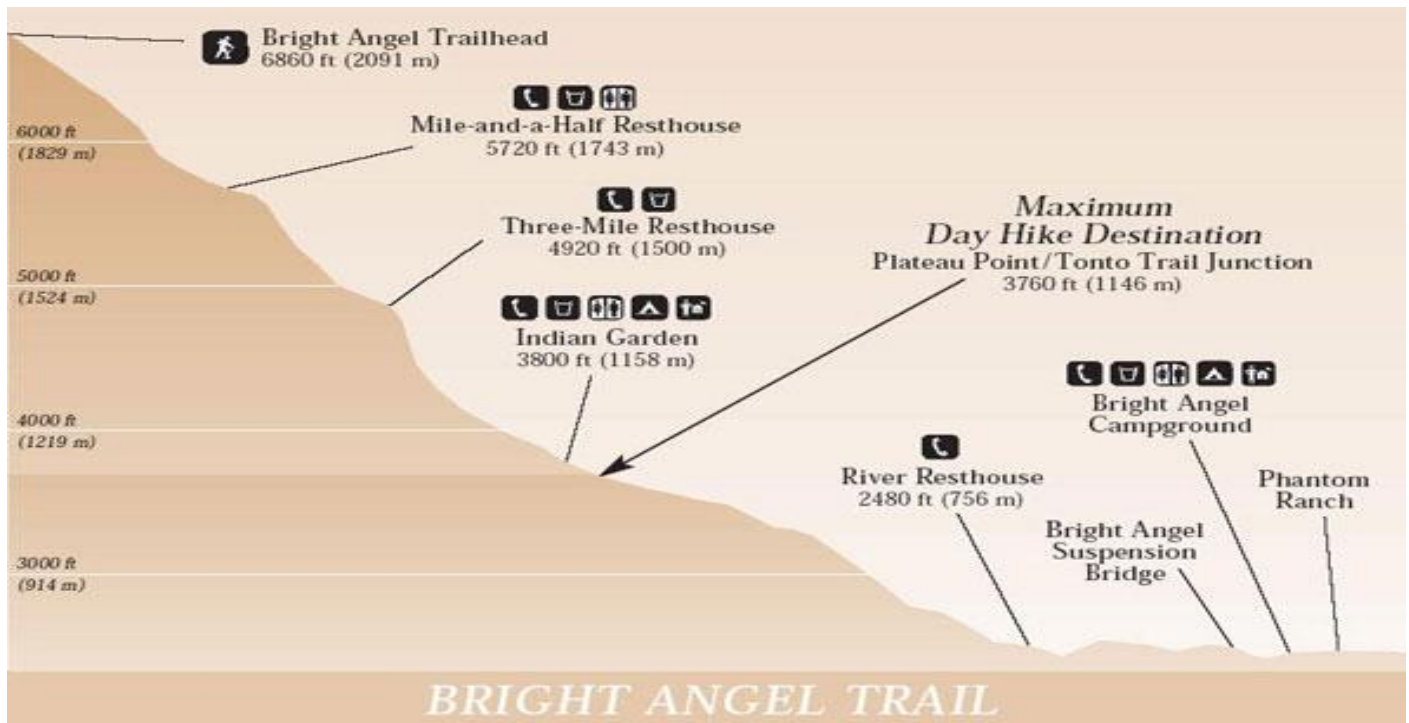 Bright Angel Trailhead
6860 ft (2091 m)
6000 ft
(1829 m)
Mile-and-a-Half Resthouse
5720 ft (1743 m)
Three-Mile Resthouse
4920 ft (1500 m)
Maximum
Day Hike Destination
Plateau Point/Tonto Trail Junction
3760 ft (1146 m)
5000 ft
(1524 m)
Indian Garden
3800 ft (1158 m)
4000 ft
(1219 m)
Bright Angel
Campground
River Resthouse
2480 ft (756 m)
Phantom
Ranch
Bright Angel
Suspension
Bridge
3000 ft
(914 m)
BRIGHT ANGEL TRAIL